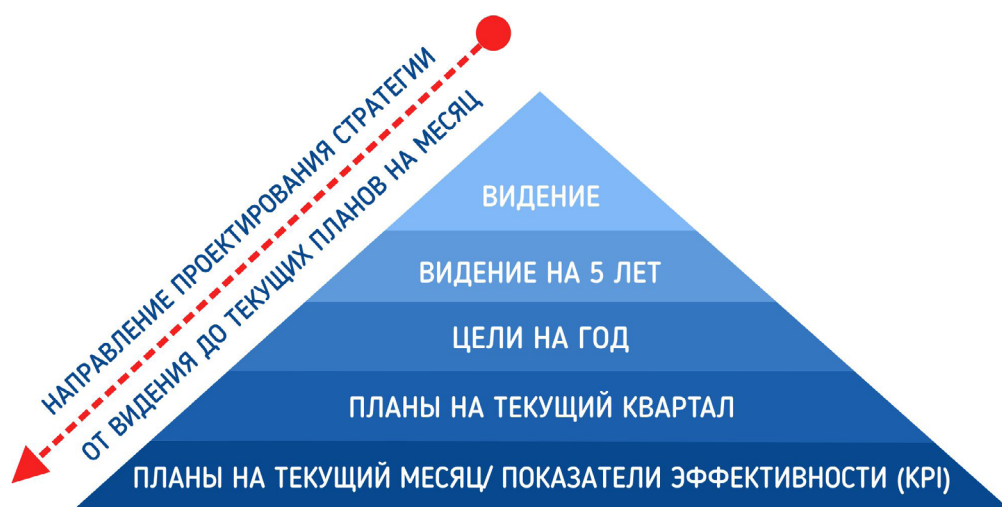 НАПРАВЛЕНИЕ ПРОЕКТИРОВАНИЯ СТРАТЕГИИ
ОТ ВИДЕНИЯ ДО ТЕКУЩИХ ПЛАНОВ НА МЕСЯЦ
ВИДЕНИЕ
ВИДЕНИЕ НА 5 ЛЕТ
ЦЕЛИ НА ГОД
ПЛАНЫ НА ТЕКУЩИЙ КВАРТАЛ
ПЛАНЫ НА ТЕКУЩИЙ МЕСЯЦ/ ПОКАЗАТЕЛИ ЭФФЕКТИВНОСТИ (KPI)